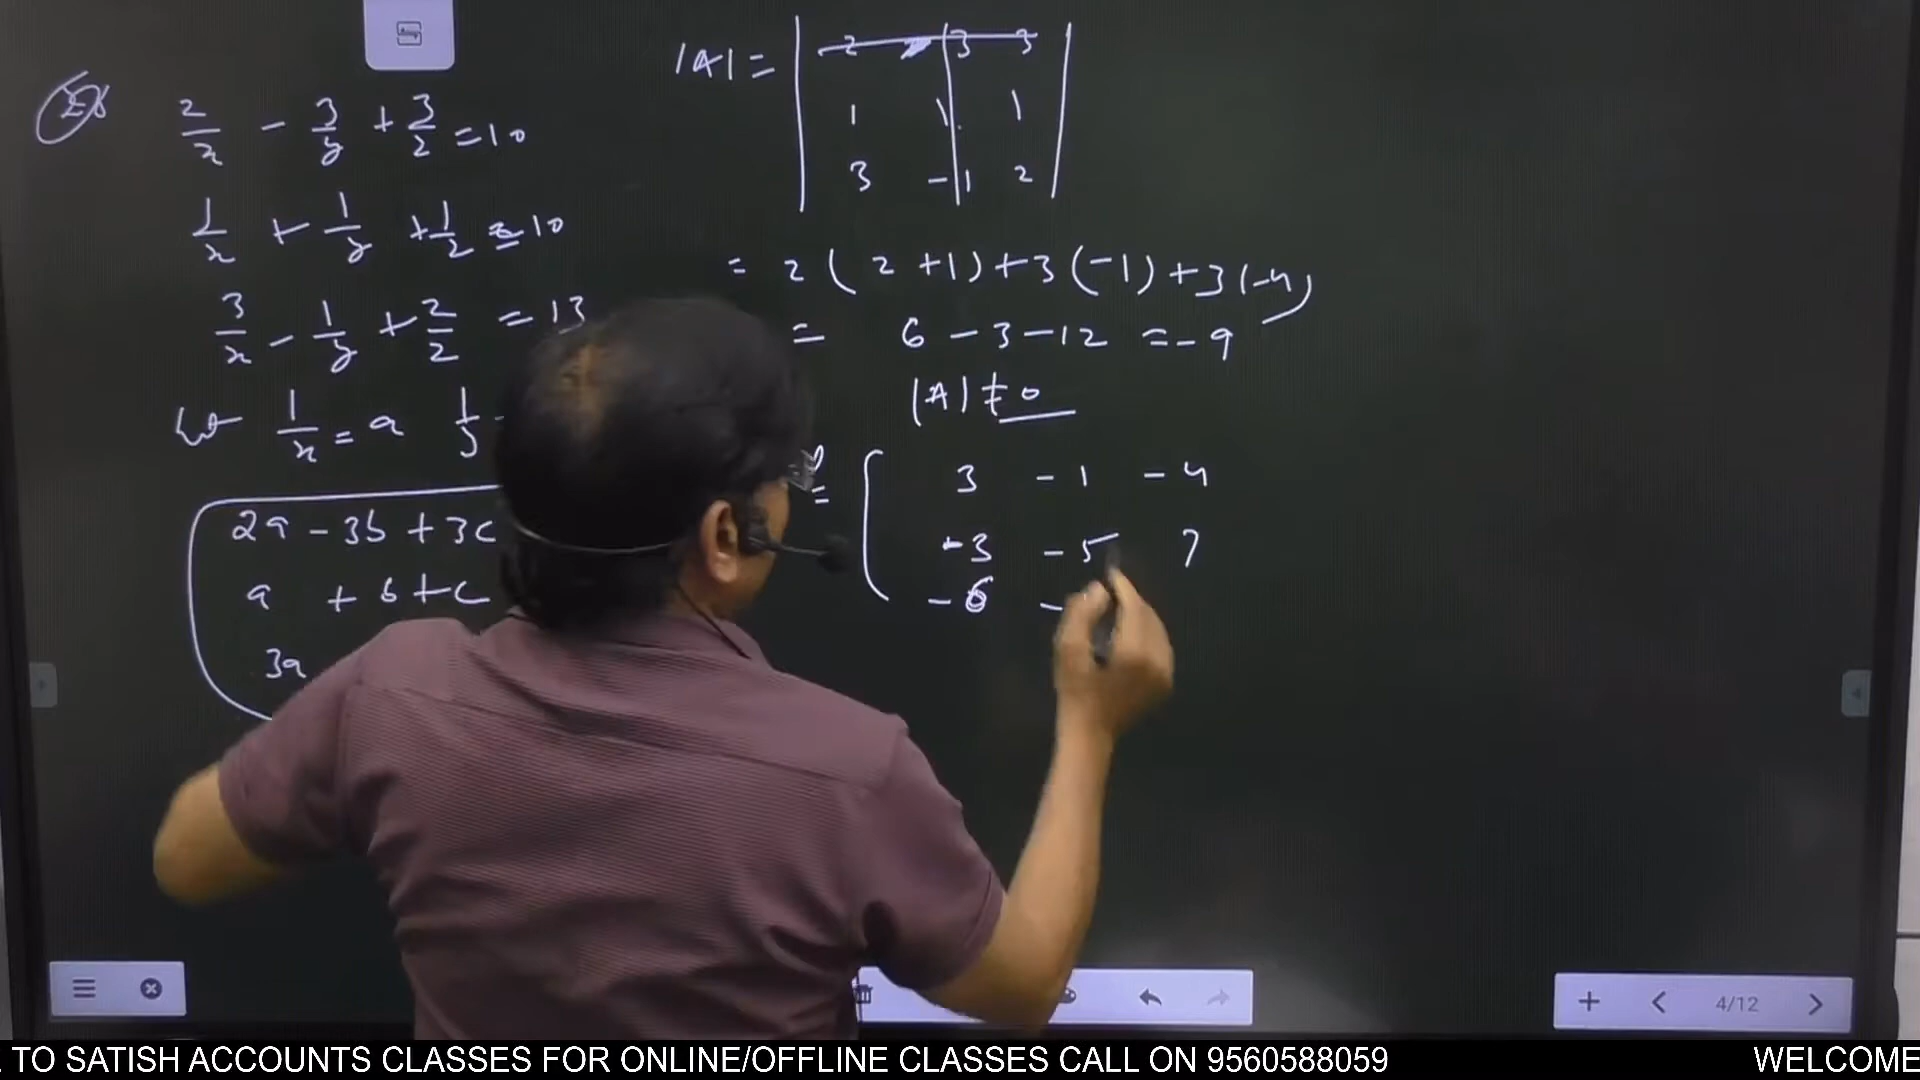 28
2/x - 3/y + 3/z = 10
1/x + 1/y + 1/z = 10
3/x - 1/y + 2/z = 13
Let 1/x = a 1/y
2a - 3b + 3c
a + b + c
3a
|A| = | 2 -3 3
1 1 1
3 -1 2 |
= 2 ( 2 + 1 ) + 3 ( -1 ) + 3 ( -4 )
= 6 - 3 - 12 = -9
|A| ≠ 0
= [ 3 -1 -4
+3 -5 7
-6 -
4/12
TO SATISH ACCOUNTS CLASSES FOR ONLINE/OFFLINE CLASSES CALL ON 9560588059 WELCOME